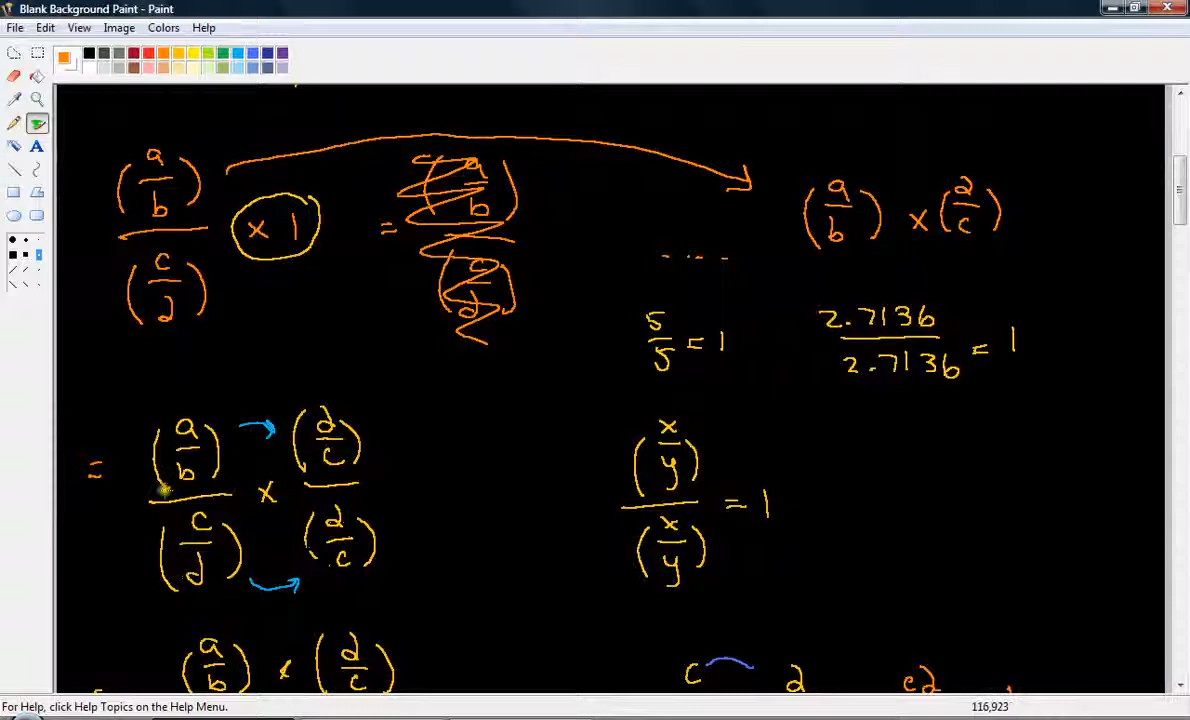 Blank Background Paint - Paint
File Edit View Image Colors Help
(a/b) / (c/d) × 1 = (a/b) / (c/d)
(a/b) × (d/c)
5/5 = 1
2.7136/2.7136 = 1
= (a/b) / (c/d) × (d/c) / (d/c)
(x/y) / (x/y) = 1
(a/b) × (d/c)
c d cd
For Help, click Help Topics on the Help Menu.
116,923